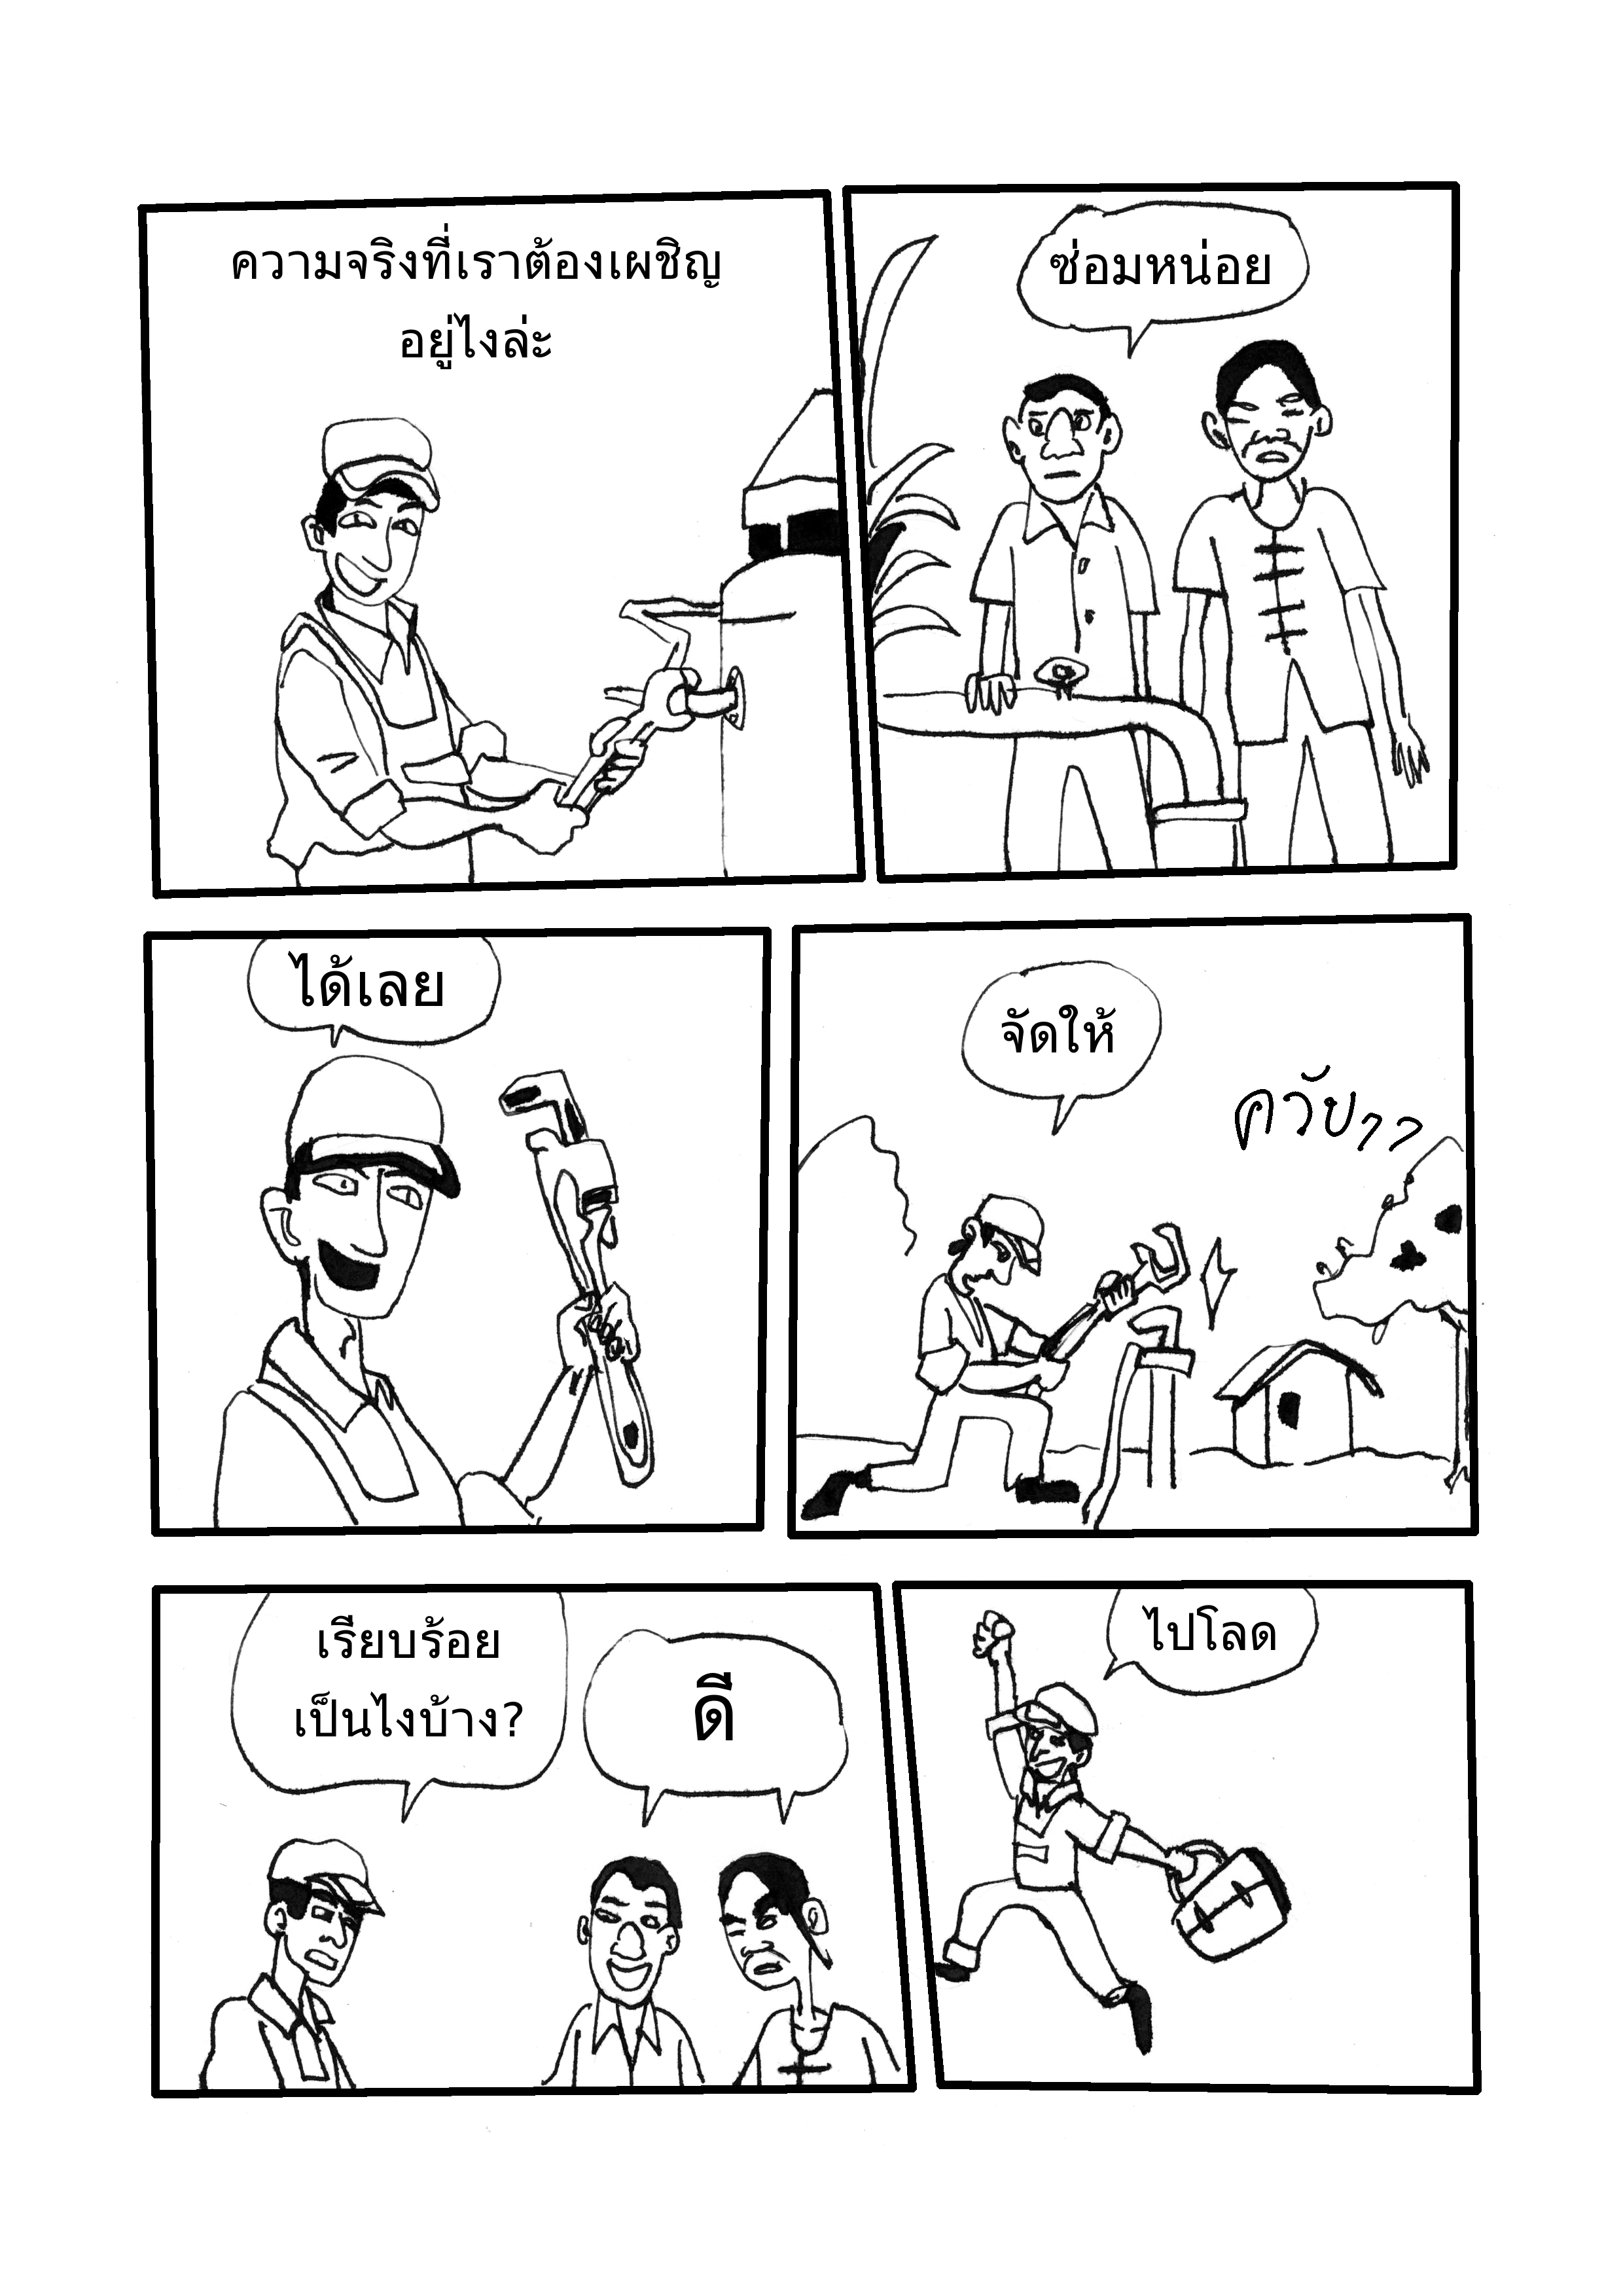 ความจริงที่เราต้องเผชิญ
อยู่ไงล่ะ
ซ่อมหน่อย
ได้เลย
จัดให้
ควับๆ
เรียบร้อย
เป็นไงบ้าง?
ดี
ไปโลด